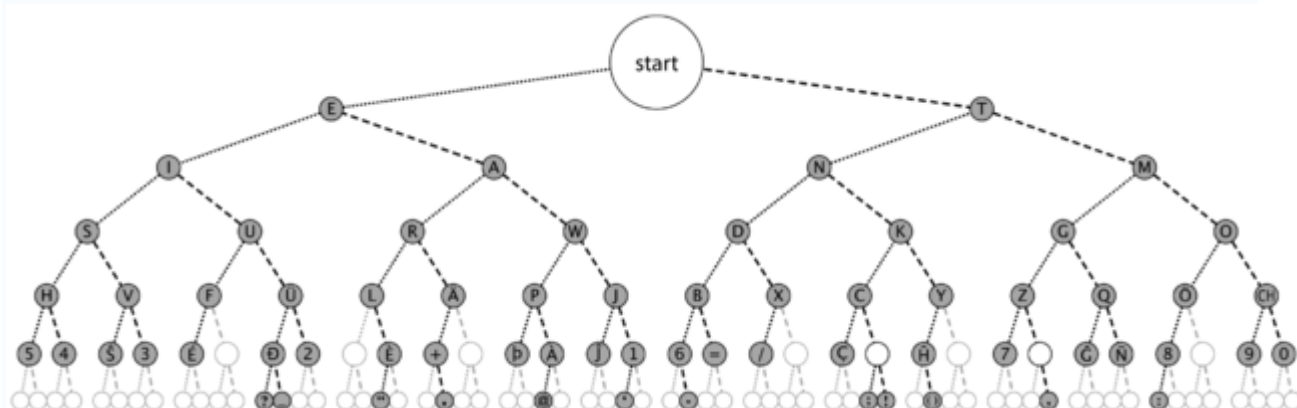 start
E T
I A N M
S U R W D K G O
H V F Ü L Ä P J B X C Y Z Q Ö CH
5 4 Ŝ 3 É Đ 2 È + Þ À Ĵ 1 6 = / Ç Ĥ 7 Ĝ Ñ 8 9 0
? _ " . @ ' - ; ! () , :